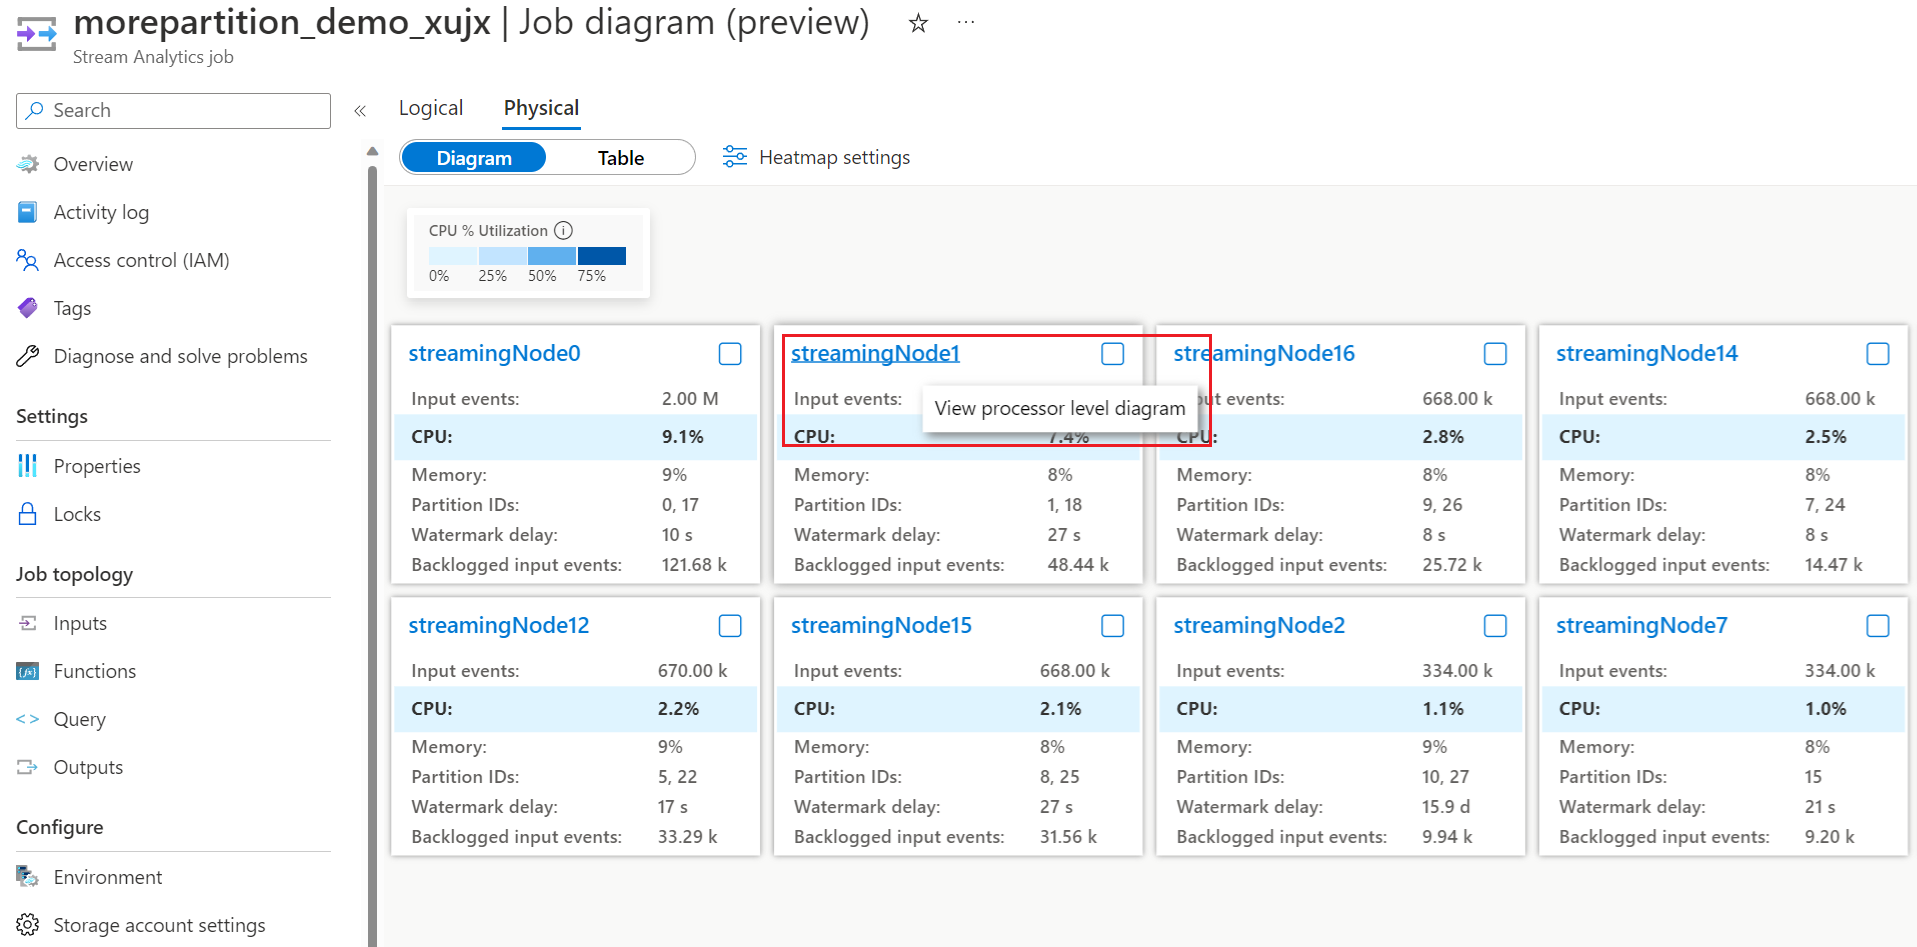 morepartition_demo_xujx | Job diagram (preview) ☆ ...
Stream Analytics job
Search
«
Overview
Activity log
Access control (IAM)
Tags
Diagnose and solve problems
Settings
Properties
Locks
Job topology
Inputs
Functions
Query
Outputs
Configure
Environment
Storage account settings
Logical Physical
Diagram Table Heatmap settings
CPU % Utilization
0% 25% 50% 75%
streamingNode0
Input events: 2.00 M
CPU: 9.1%
Memory: 9%
Partition IDs: 0, 17
Watermark delay: 10 s
Backlogged input events: 121.68 k
streamingNode1
Input events:
View processor level diagram
CPU: 7.4%
Memory: 8%
Partition IDs: 1, 18
Watermark delay: 27 s
Backlogged input events: 48.44 k
streamingNode16
events: 668.00 k
CPU: 2.8%
Memory: 8%
Partition IDs: 9, 26
Watermark delay: 8 s
Backlogged input events: 25.72 k
streamingNode14
Input events: 668.00 k
CPU: 2.5%
Memory: 8%
Partition IDs: 7, 24
Watermark delay: 8 s
Backlogged input events: 14.47 k
streamingNode12
Input events: 670.00 k
CPU: 2.2%
Memory: 9%
Partition IDs: 5, 22
Watermark delay: 17 s
Backlogged input events: 33.29 k
streamingNode15
Input events: 668.00 k
CPU: 2.1%
Memory: 8%
Partition IDs: 8, 25
Watermark delay: 27 s
Backlogged input events: 31.56 k
streamingNode2
Input events: 334.00 k
CPU: 1.1%
Memory: 9%
Partition IDs: 10, 27
Watermark delay: 15.9 d
Backlogged input events: 9.94 k
streamingNode7
Input events: 334.00 k
CPU: 1.0%
Memory: 8%
Partition IDs: 15
Watermark delay: 21 s
Backlogged input events: 9.20 k